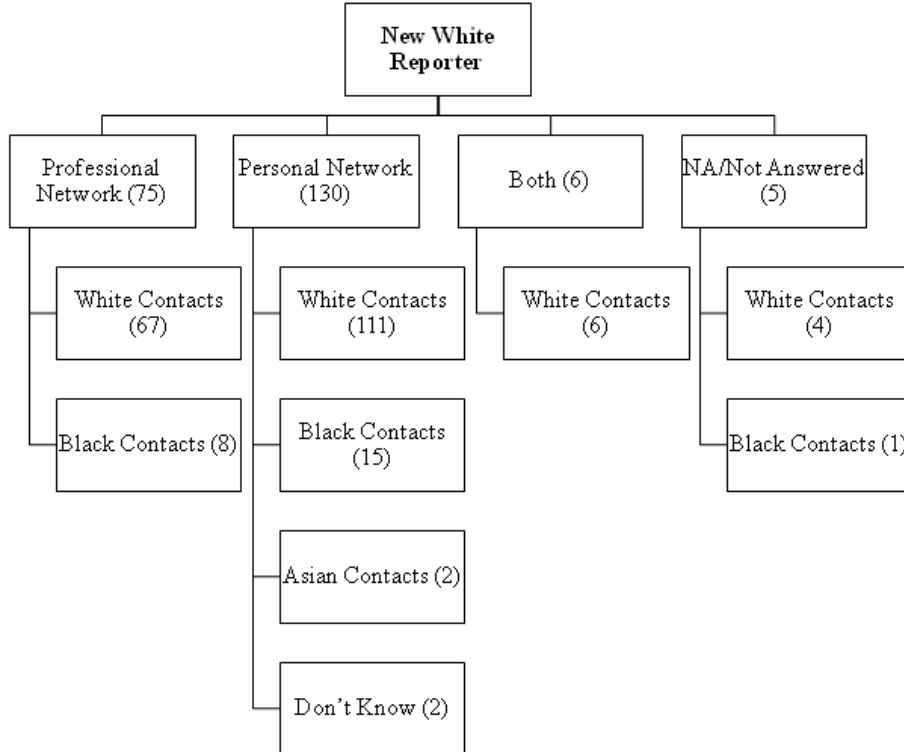 New White
Reporter
Professional
Network (75)
Personal Network
(130)
Both (6)
NA/Not Answered
(5)
White Contacts
(67)
White Contacts
(111)
White Contacts
(6)
White Contacts
(4)
Black Contacts (8)
Black Contacts
(15)
Black Contacts (1)
Asian Contacts (2)
Don't Know (2)